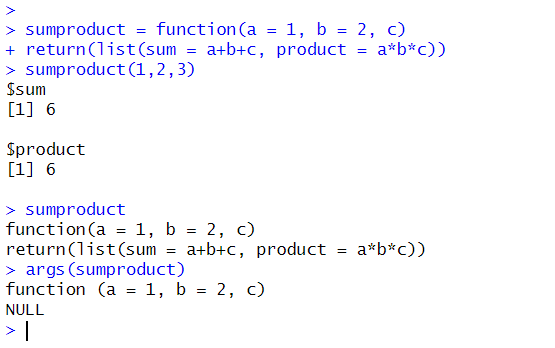 >
> sumproduct = function(a = 1, b = 2, c)
+ return(list(sum = a+b+c, product = a*b*c))
> sumproduct(1,2,3)
$sum
[1] 6

$product
[1] 6

> sumproduct
function(a = 1, b = 2, c)
return(list(sum = a+b+c, product = a*b*c))
> args(sumproduct)
function (a = 1, b = 2, c)
NULL
>